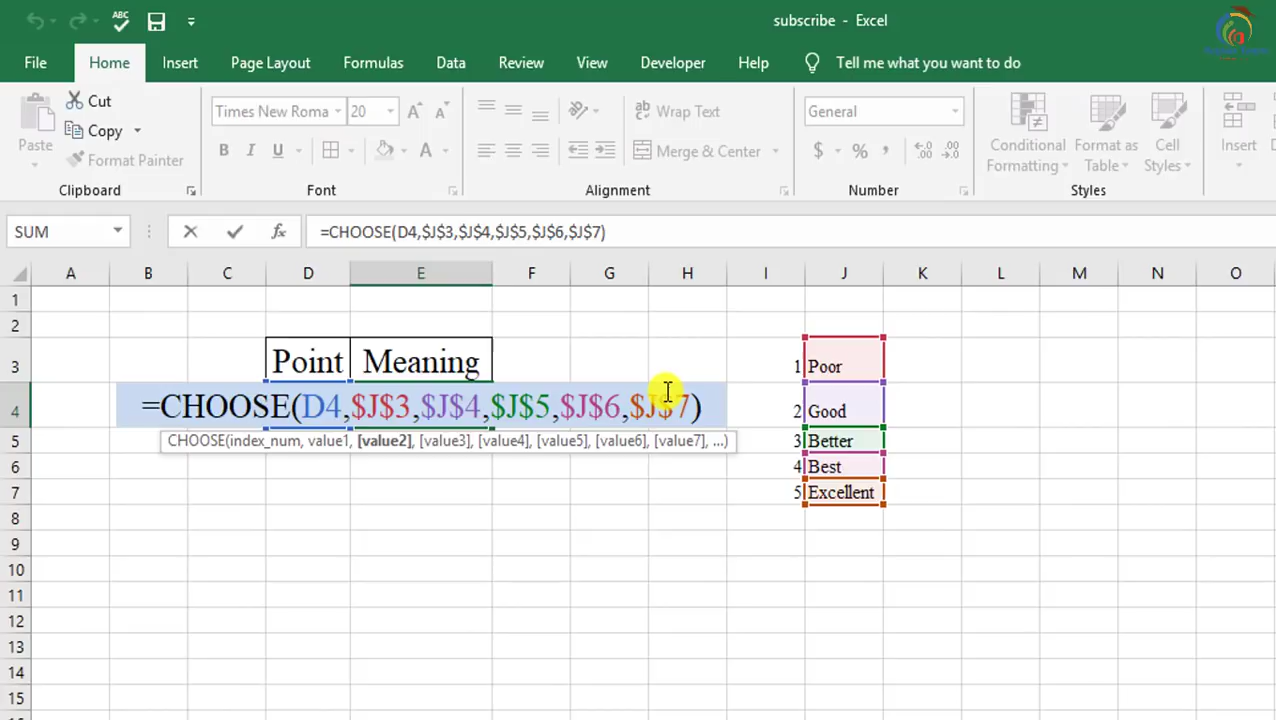 ABC
subscribe - Excel
File Home Insert Page Layout Formulas Data Review View Developer Help Tell me what you want to do
Paste Cut Copy Format Painter
Times New Roma 20
B I U A
ab Wrap Text
Merge & Center
General
$ % ,
Conditional Formatting Format as Table Cell Styles Insert
Clipboard Font Alignment Number Styles
SUM fx =CHOOSE(D4,$J$3,$J$4,$J$5,$J$6,$J$7)
A B C D E F G H I J K L M N O
1
2
3 Point Meaning 1 Poor
4 =CHOOSE(D4,$J$3,$J$4,$J$5,$J$6,$J$7) 2 Good
5 CHOOSE(index_num, value1, [value2], [value3], [value4], [value5], [value6], [value7], ...) 3 Better
6 4 Best
7 5 Excellent
8
9
10
11
12
13
14
15